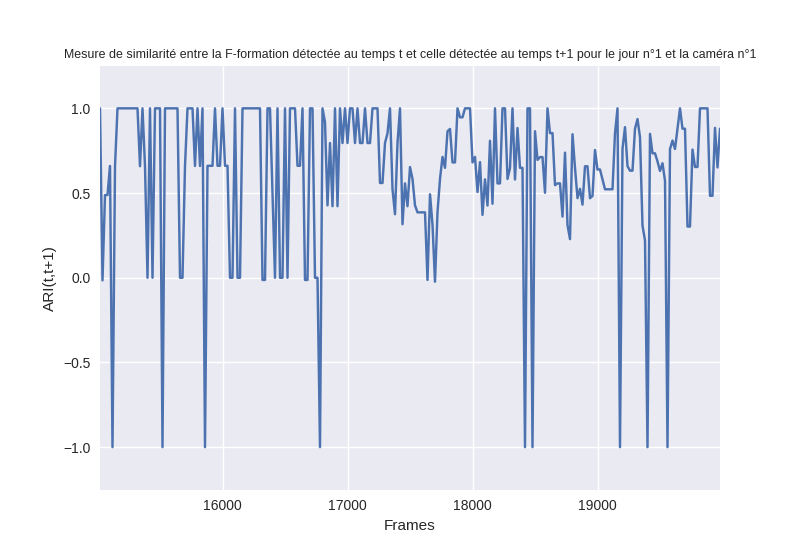 Mesure de similarité entre la F-formation détectée au temps t et celle détectée au temps t+1 pour le jour n°1 et la caméra n°1
1.0
0.5
0.0
−0.5
−1.0
ARI(t,t+1)
16000 17000 18000 19000
Frames